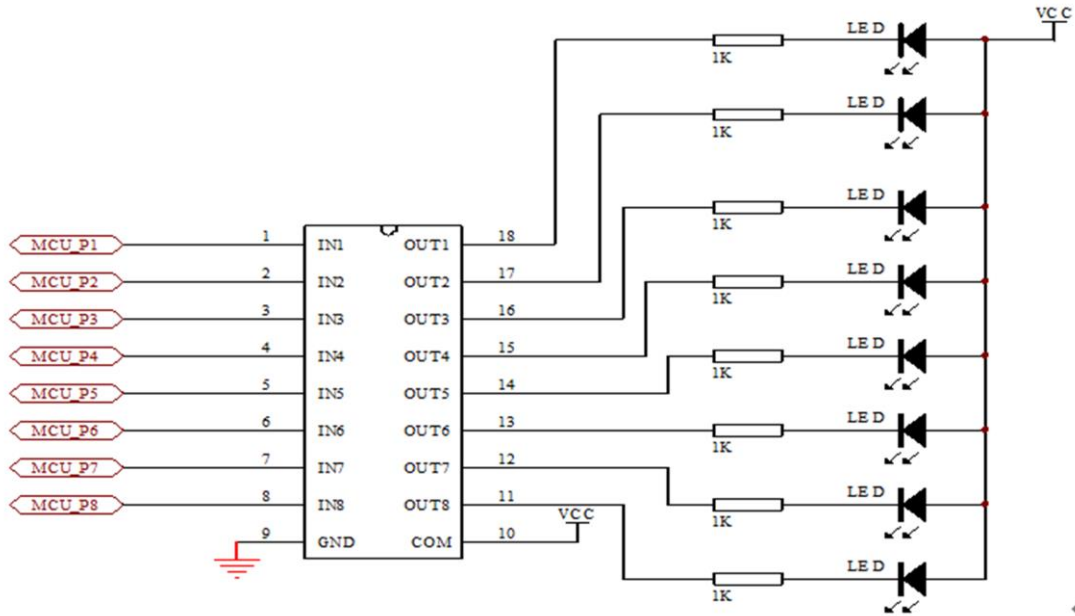 VCC
LED
1K
LED
1K
LED
1K
MCU_P1 1 IN1 OUT1 18
MCU_P2 2 IN2 OUT2 17
LED
1K
MCU_P3 3 IN3 OUT3 16
MCU_P4 4 IN4 OUT4 15
LED
1K
MCU_P5 5 IN5 OUT5 14
MCU_P6 6 IN6 OUT6 13
LED
1K
MCU_P7 7 IN7 OUT7 12
MCU_P8 8 IN8 OUT8 11
LED
1K
VCC
9 GND COM 10
LED
1K